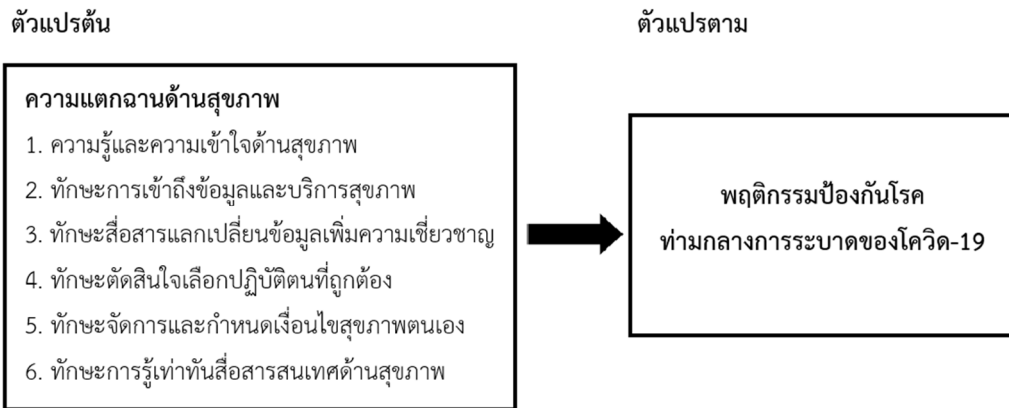 ตัวแปรต้น
ตัวแปรตาม
ความแตกฉานด้านสุขภาพ
1. ความรู้และความเข้าใจด้านสุขภาพ
2. ทักษะการเข้าถึงข้อมูลและบริการสุขภาพ
3. ทักษะสื่อสารแลกเปลี่ยนข้อมูลเพิ่มความเชี่ยวชาญ
4. ทักษะตัดสินใจเลือกปฏิบัติตนที่ถูกต้อง
5. ทักษะจัดการและกำหนดเงื่อนไขสุขภาพตนเอง
6. ทักษะการรู้เท่าทันสื่อสารสนเทศด้านสุขภาพ
พฤติกรรมป้องกันโรค
ท่ามกลางการระบาดของโควิด-19